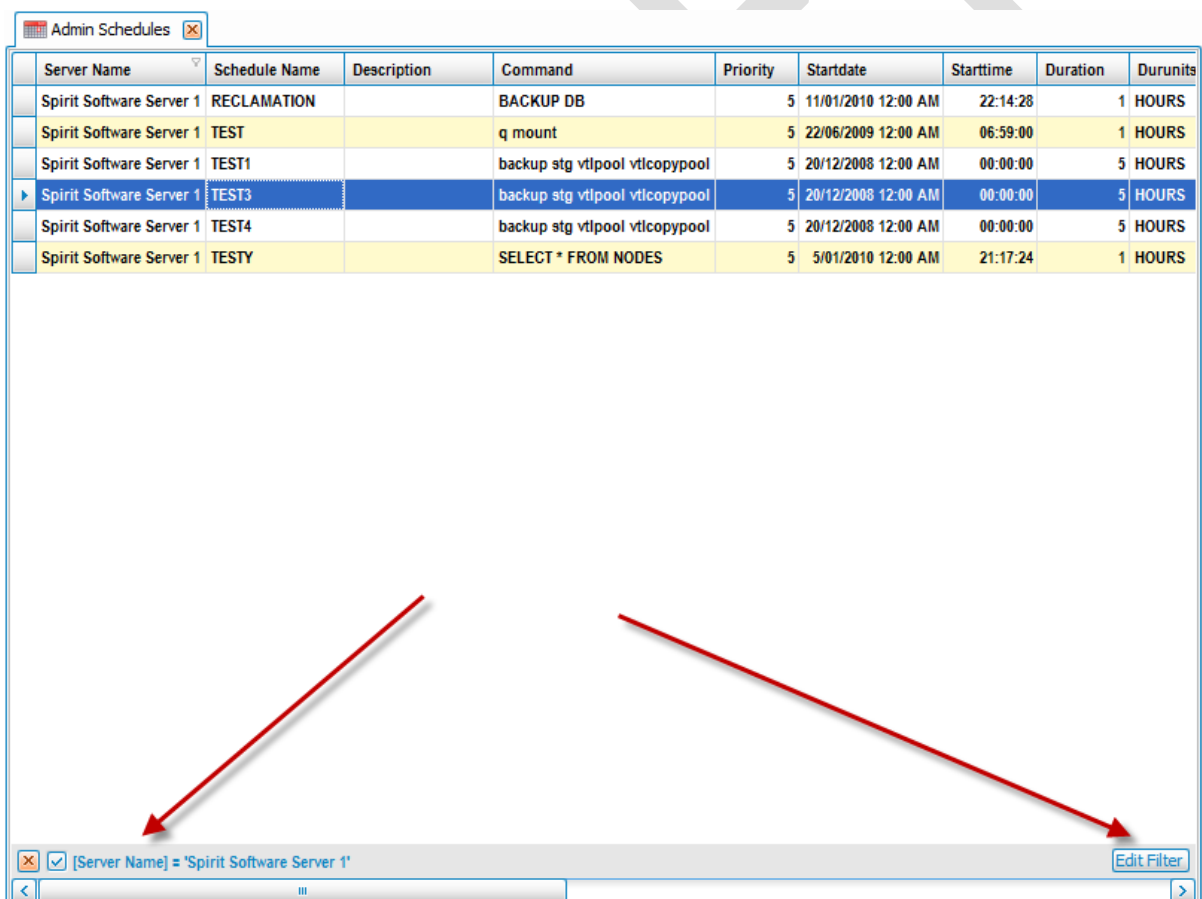 Admin Schedules
Server Name Schedule Name Description Command Priority Startdate Starttime Duration Durunits
Spirit Software Server 1 RECLAMATION BACKUP DB 5 11/01/2010 12:00 AM 22:14:28 1 HOURS
Spirit Software Server 1 TEST q mount 5 22/06/2009 12:00 AM 06:59:00 1 HOURS
Spirit Software Server 1 TEST1 backup stg vtlpool vtlcopypool 5 20/12/2008 12:00 AM 00:00:00 5 HOURS
Spirit Software Server 1 TEST3 backup stg vtlpool vtlcopypool 5 20/12/2008 12:00 AM 00:00:00 5 HOURS
Spirit Software Server 1 TEST4 backup stg vtlpool vtlcopypool 5 20/12/2008 12:00 AM 00:00:00 5 HOURS
Spirit Software Server 1 TESTY SELECT * FROM NODES 5 5/01/2010 12:00 AM 21:17:24 1 HOURS
[Server Name] = 'Spirit Software Server 1' Edit Filter